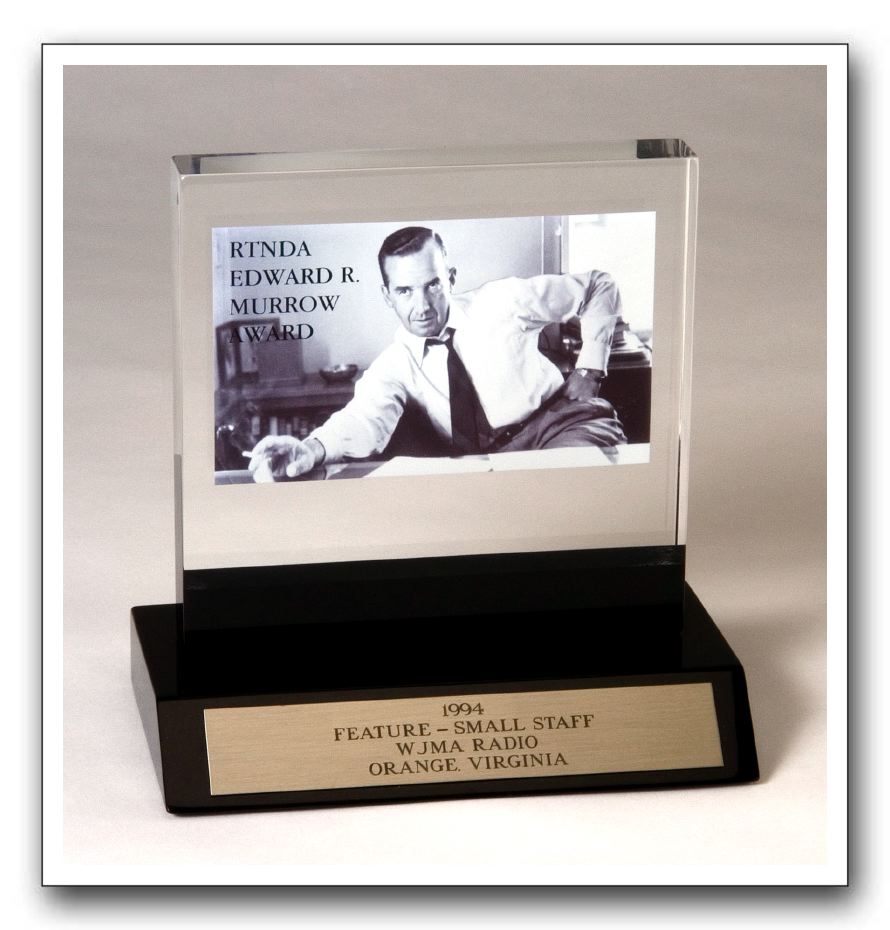 RTNDA
EDWARD R.
MURROW
AWARD
1994
FEATURE – SMALL STAFF
WJMA RADIO
ORANGE, VIRGINIA